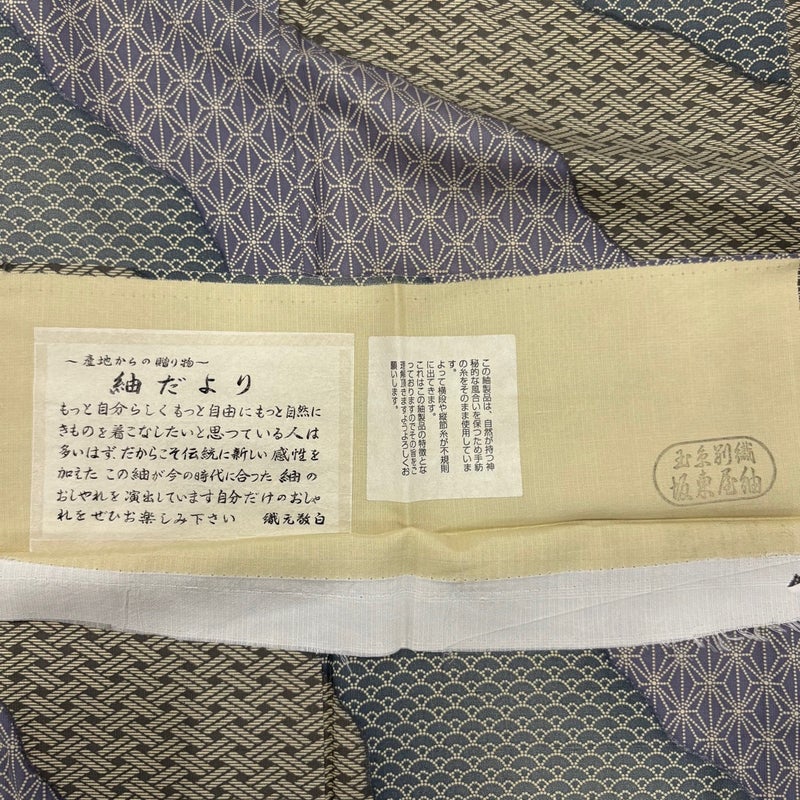 〜産地からの贈り物〜
紬だより
もっと自分らしくもっと自由にもっと自然に
きものを着こなしたいと思っている人は
多いはずだからこそ伝統に新しい感性を
加えたこの紬が今の時代に合った紬の
おしゃれを演出しています自分だけのおしゃ
れをぜひお楽しみ下さい 織元敬白
この紬製品は、自然が持つ神
秘的な風合いを保つため手紡
の糸をそのまま使用していま
す。
よって横段や縦節糸が不規則
に出てきます。
これはこの紬製品の特徴とな
っておりますのでその旨をご
理解頂きますようよろしくお
願いします。
玉糸別織
坂東屋紬